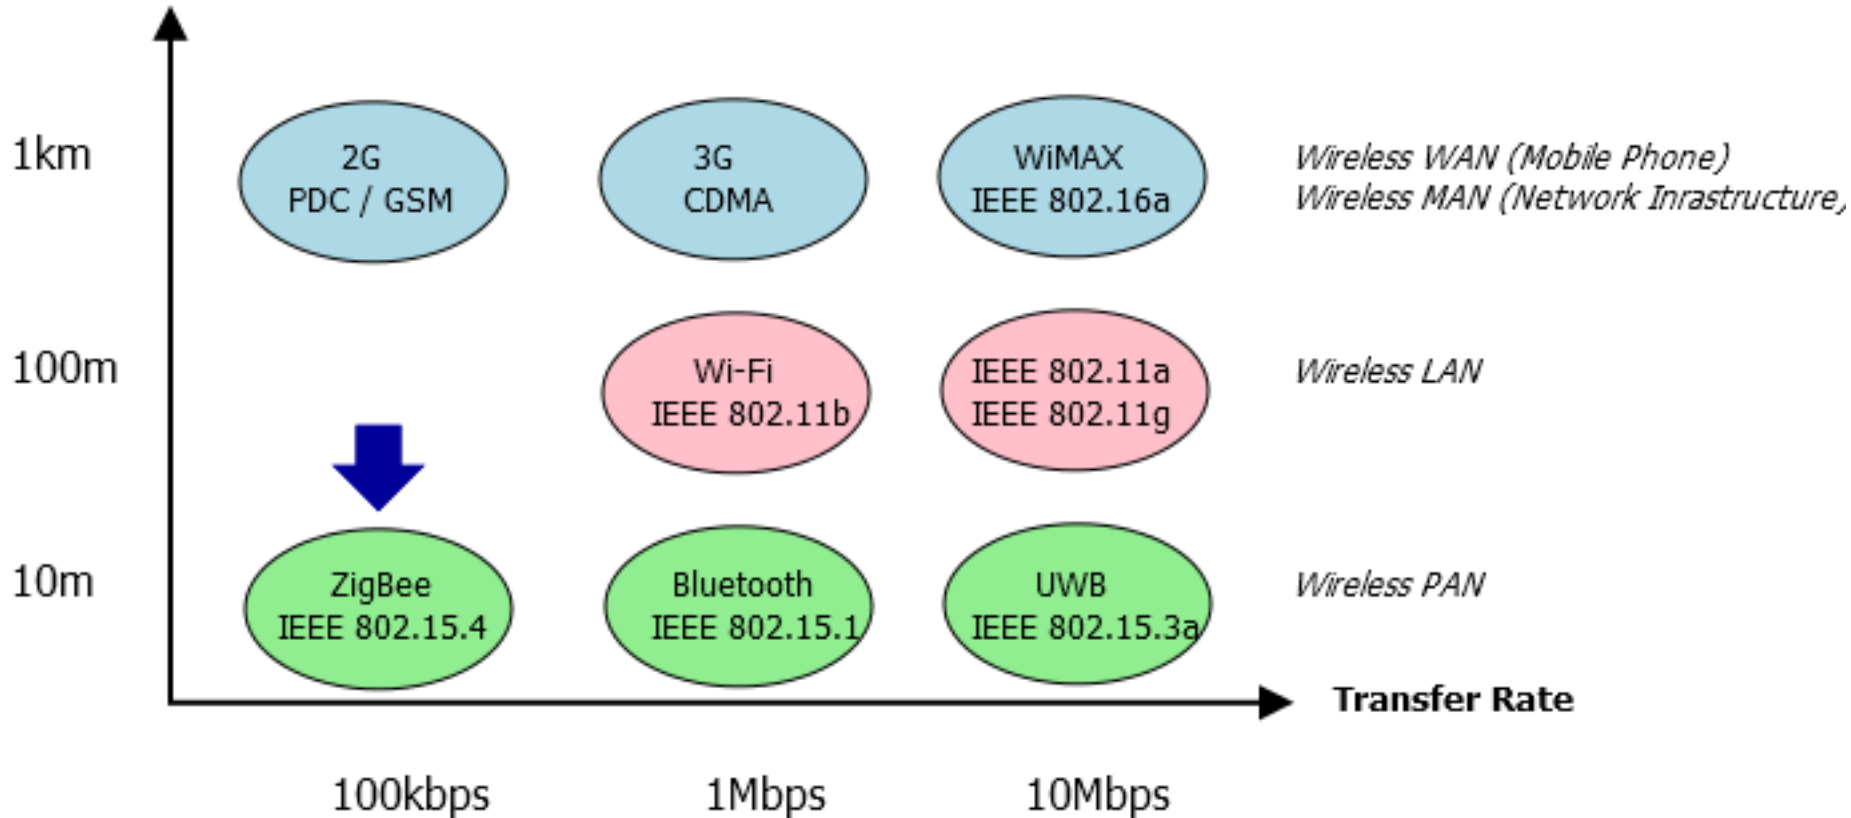 1km
2G
PDC / GSM
3G
CDMA
WiMAX
IEEE 802.16a
Wireless WAN (Mobile Phone)
Wireless MAN (Network Inrastructure)
100m
Wi-Fi
IEEE 802.11b
IEEE 802.11a
IEEE 802.11g
Wireless LAN
10m
ZigBee
IEEE 802.15.4
Bluetooth
IEEE 802.15.1
UWB
IEEE 802.15.3a
Wireless PAN
Transfer Rate
100kbps
1Mbps
10Mbps